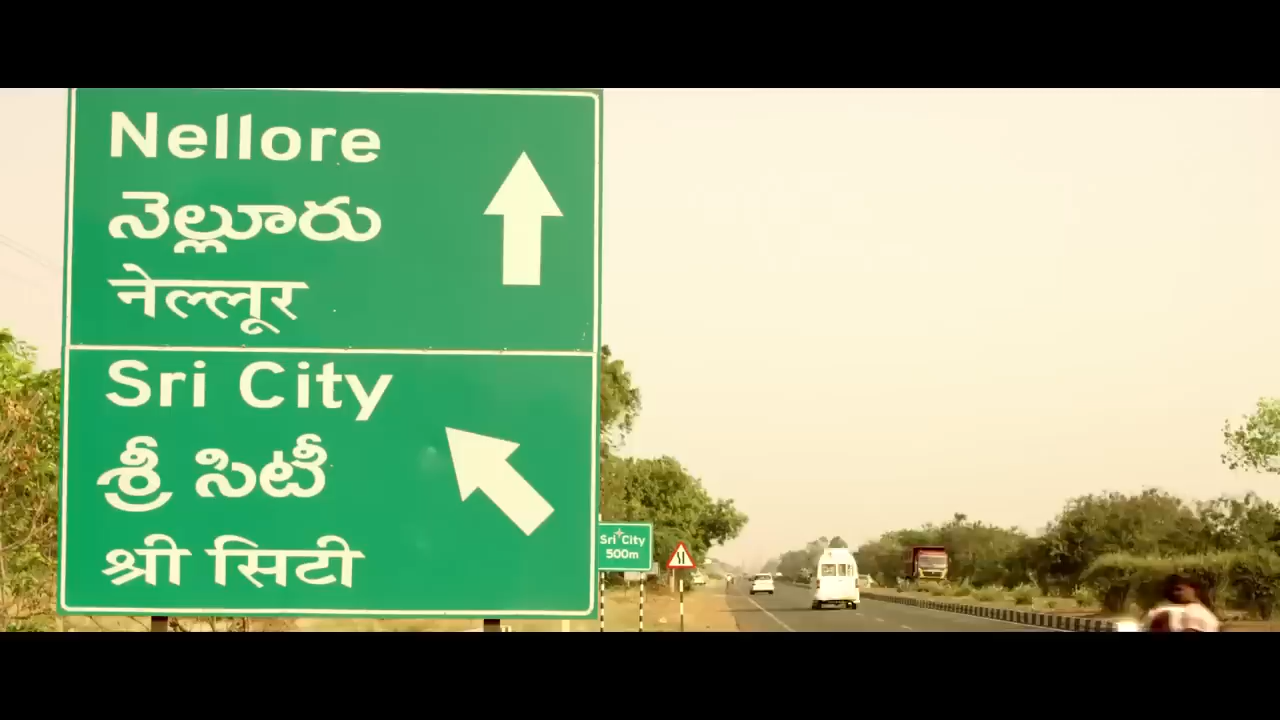 Nellore
నెల్లూరు
नेल्लूर
Sri City
శ్రీ సిటీ
श्री सिटी
Sri City
500m